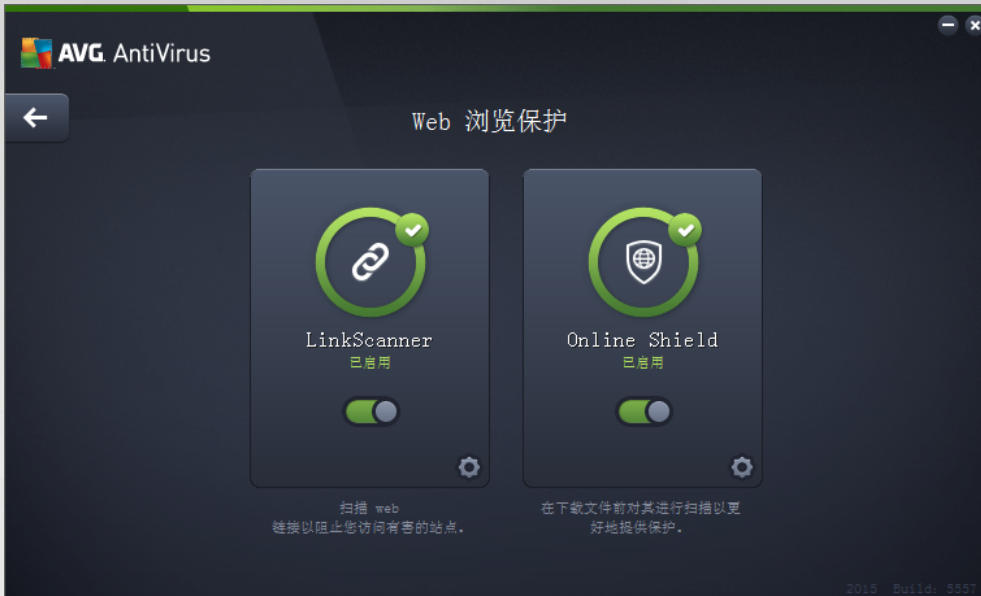 AVG. AntiVirus
Web 浏览保护
LinkScanner
已启用
扫描 web
链接以阻止您访问有害的站点.
Online Shield
已启用
在下载文件前对其进行扫描以更
好地提供保护.
2015 Build: 5557